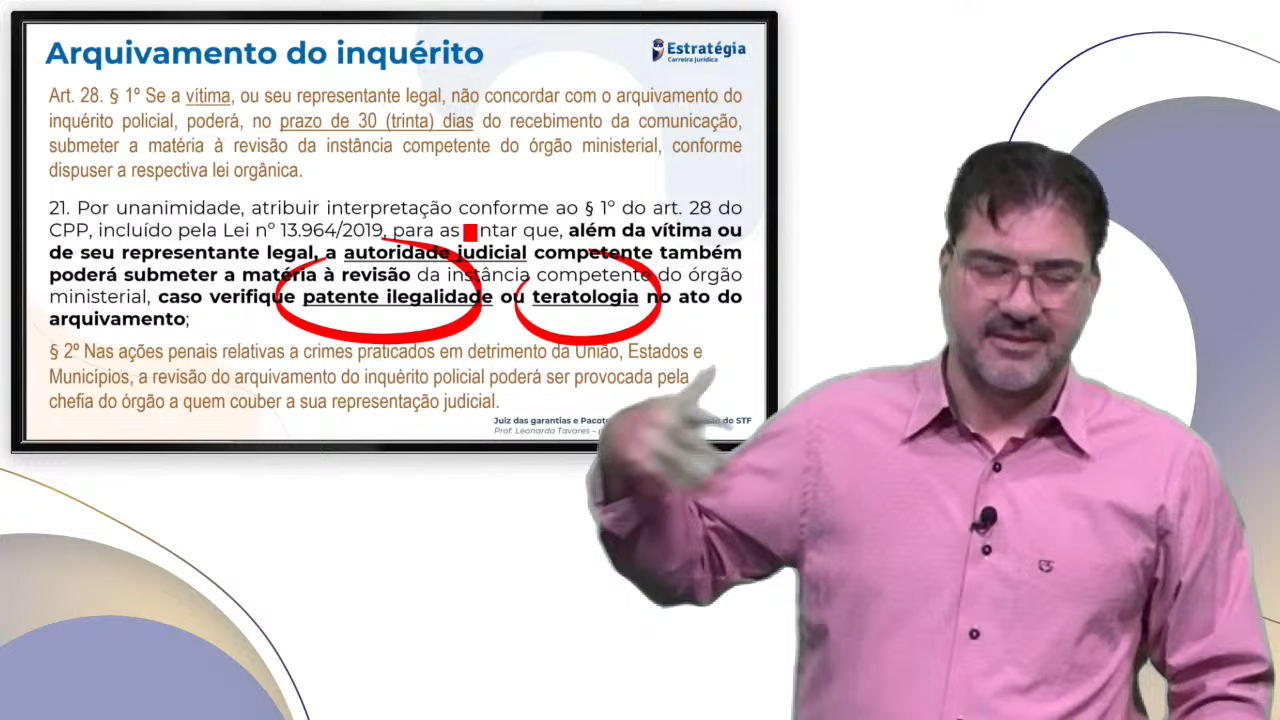 Arquivamento do inquérito
Estratégia
Carreira Jurídica
Art. 28. § 1º Se a vítima, ou seu representante legal, não concordar com o arquivamento do
inquérito policial, poderá, no prazo de 30 (trinta) dias do recebimento da comunicação,
submeter a matéria à revisão da instância competente do órgão ministerial, conforme
dispuser a respectiva lei orgânica.
21. Por unanimidade, atribuir interpretação conforme ao § 1º do art. 28 do
CPP, incluído pela Lei nº 13.964/2019, para as ntar que, além da vítima ou
de seu representante legal, a autoridade judicial competente também
poderá submeter a matéria à revisão da instância competente do órgão
ministerial, caso verifique patente ilegalidade ou teratologia no ato do
arquivamento;
§ 2º Nas ações penais relativas a crimes praticados em detrimento da União, Estados e
Municípios, a revisão do arquivamento do inquérito policial poderá ser provocada pela
chefia do órgão a quem couber a sua representação judicial.
Juiz das garantias e do STF
Prof. Leonardo Tavares –